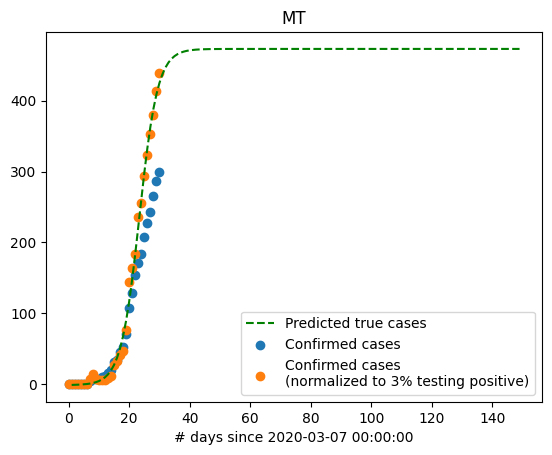 MT
400
300
200
100
0
Predicted true cases
Confirmed cases
Confirmed cases
(normalized to 3% testing positive)
0 20 40 60 80 100 120 140
# days since 2020-03-07 00:00:00